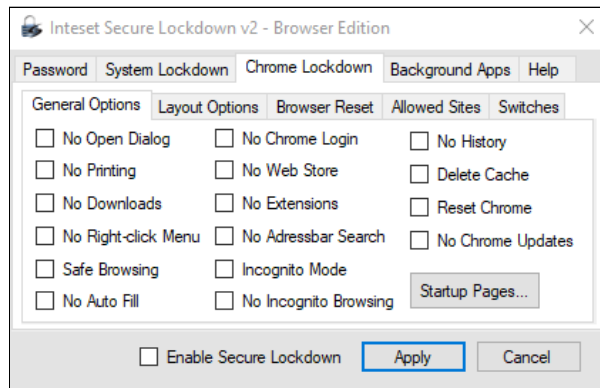 Inteset Secure Lockdown v2 - Browser Edition
Password System Lockdown Chrome Lockdown Background Apps Help
General Options Layout Options Browser Reset Allowed Sites Switches
No Open Dialog No Chrome Login No History
No Printing No Web Store Delete Cache
No Downloads No Extensions Reset Chrome
No Right-click Menu No Adressbar Search No Chrome Updates
Safe Browsing Incognito Mode
No Auto Fill No Incognito Browsing Startup Pages...
Enable Secure Lockdown Apply Cancel